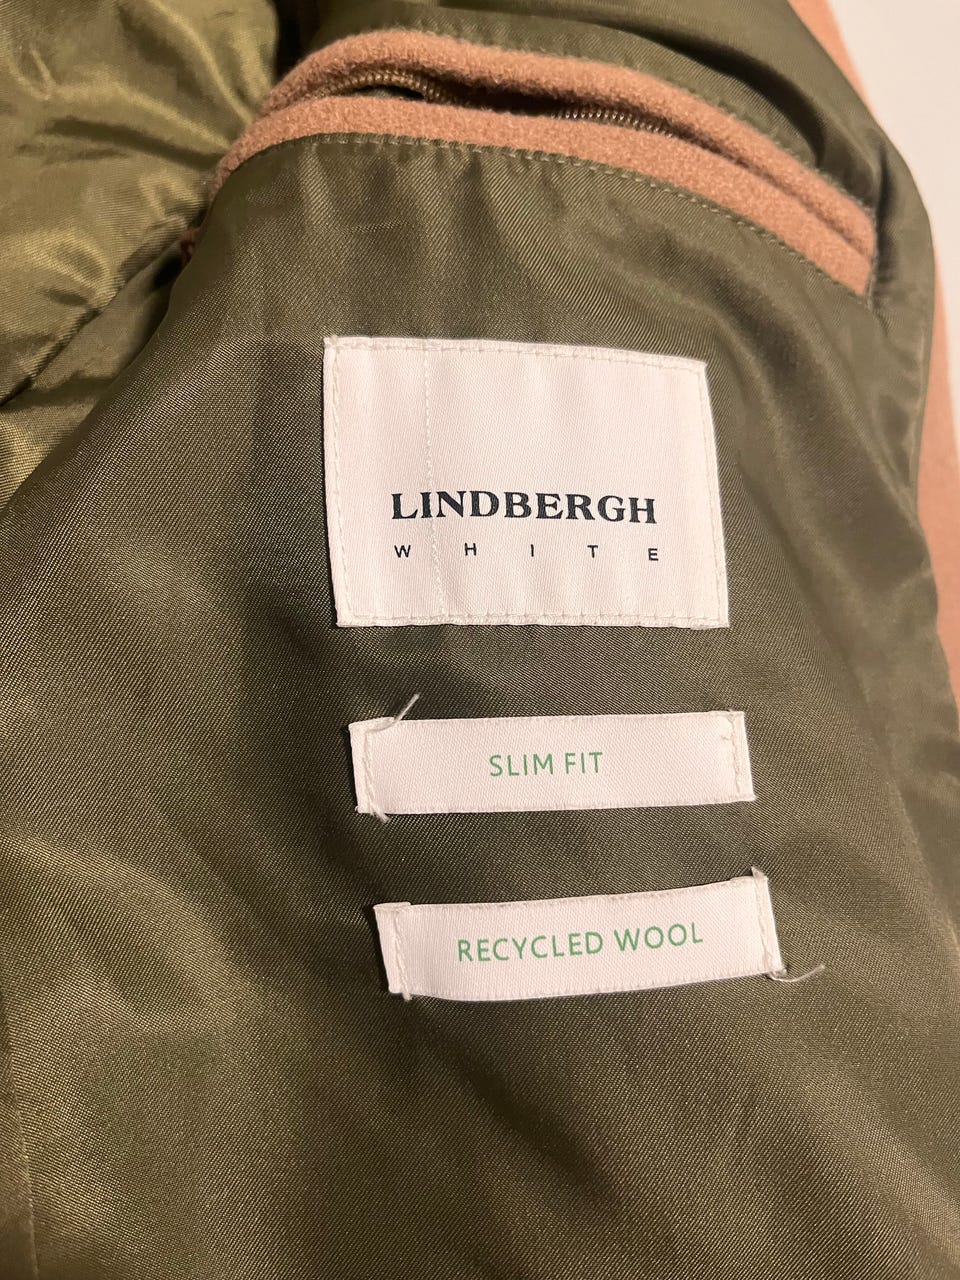 LINDBERGH
WHITE
SLIM FIT
RECYCLED WOOL